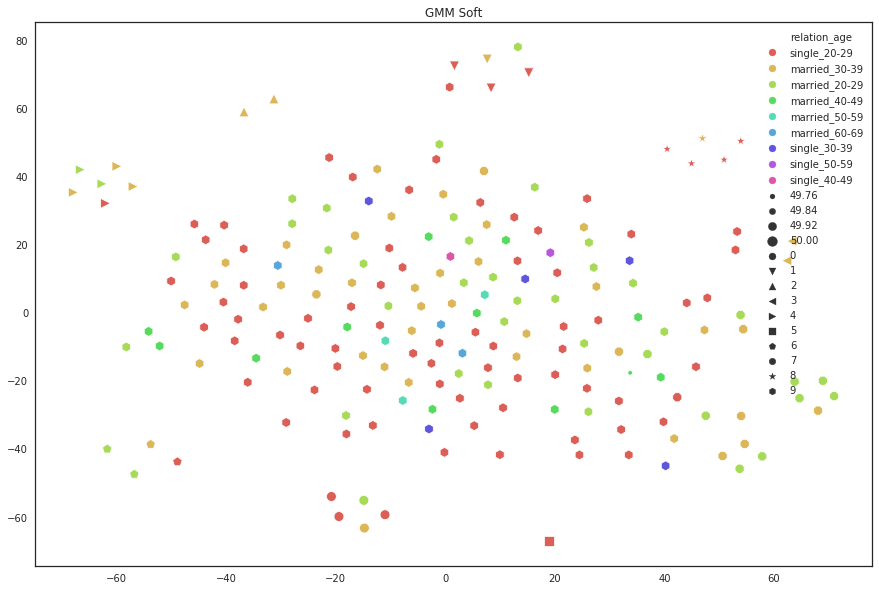 GMM Soft
relation_age
single_20-29
married_30-39
married_20-29
married_40-49
married_50-59
married_60-69
single_30-39
single_50-59
single_40-49
49.76
49.84
49.92
50.00
0
1
2
3
4
5
6
7
8
9
80
60
40
20
0
−20
−40
−60
−60 −40 −20 0 20 40 60